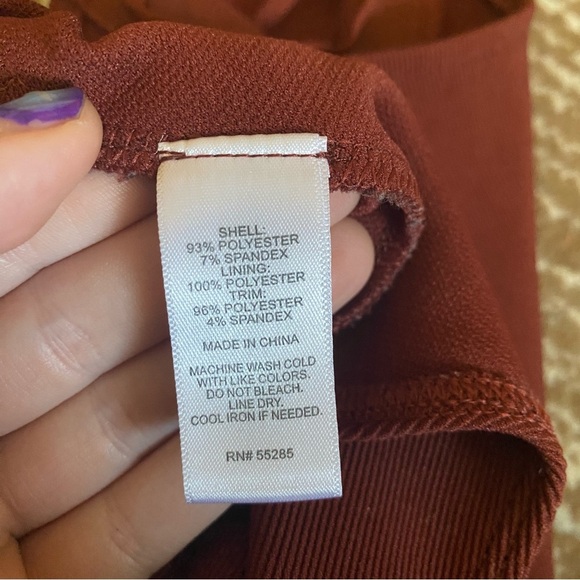 SHELL:
93% POLYESTER
7% SPANDEX
LINING:
100% POLYESTER
TRIM:
96% POLYESTER
4% SPANDEX
MADE IN CHINA
MACHINE WASH COLD
WITH LIKE COLORS.
DO NOT BLEACH.
LINE DRY.
COOL IRON IF NEEDED.
RN# 55285